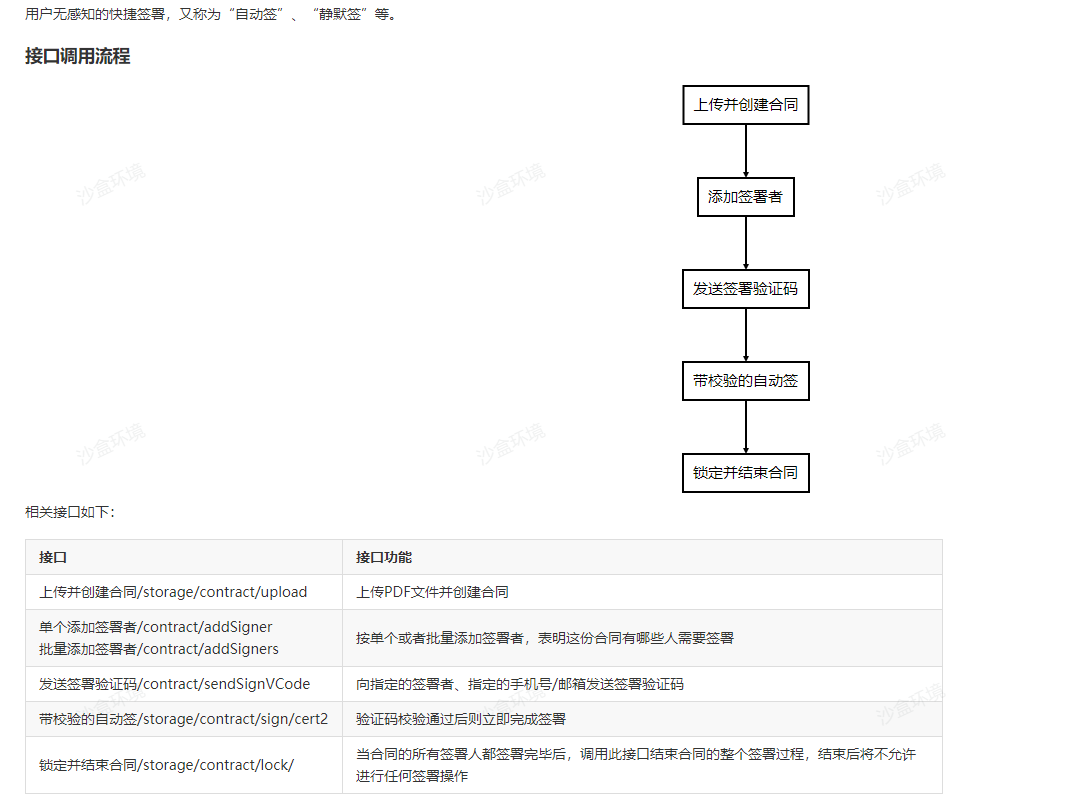 用户无感知的快捷签署，又称为“自动签”、“静默签”等。
接口调用流程
上传并创建合同
沙盒环境
沙盒环境
沙盒环境
添加签署者
发送签署验证码
带校验的自动签
沙盒环境
沙盒环境
沙盒环境
锁定并结束合同
相关接口如下：
接口 接口功能
上传并创建合同/storage/contract/upload 上传PDF文件并创建合同
单个添加签署者/contract/addSigner
批量添加签署者/contract/addSigners
按单个或者批量添加签署者，表明这份合同有哪些人需要签署
发送签署验证码/contract/sendSignVCode 向指定的签署者、指定的手机号/邮箱发送签署验证码
沙盒环境
沙盒环境
沙盒环境
带校验的自动签/storage/contract/sign/cert2 验证码校验通过后则立即完成签署
锁定并结束合同/storage/contract/lock/
当合同的所有签署人都签署完毕后，调用此接口结束合同的整个签署过程，结束后将不允许
进行任何签署操作